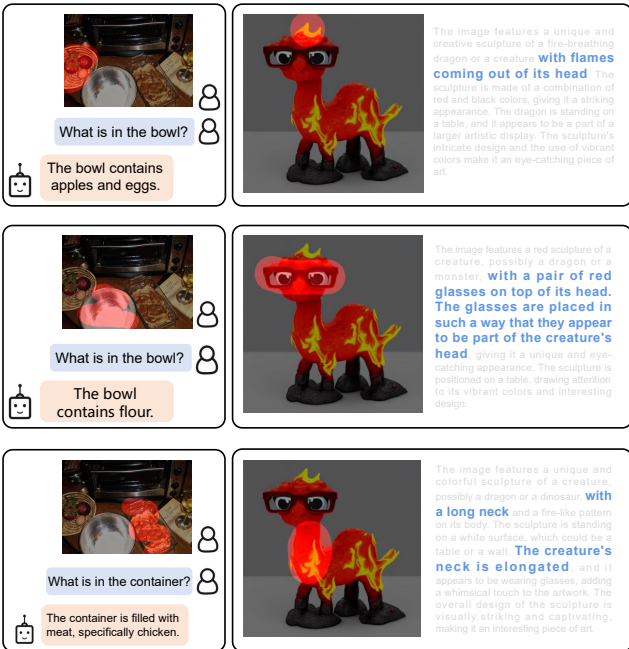 What is in the bowl?
The bowl contains
apples and eggs.
The image features a unique and
creative sculpture of a fire-breathing
dragon or a creature with flames
coming out of its head. The
sculpture is made of a combination of
red and black colors, giving it a striking
appearance. The dragon is standing on
a table, and it appears to be a part of a
larger artistic display. The sculpture's
intricate design and the use of vibrant
colors make it an eye-catching piece of
art.
What is in the bowl?
The bowl
contains flour.
The image features a red sculpture of a
creature, possibly a dragon or a
monster, with a pair of red
glasses on top of its head.
The glasses are placed in
such a way that they appear
to be part of the creature's
head, giving it a unique and eye-
catching appearance. The sculpture is
positioned on a table, drawing attention
to its vibrant colors and interesting
design.
What is in the container?
The container is filled with
meat, specifically chicken.
The image features a unique and
colorful sculpture of a creature,
possibly a dragon or a dinosaur, with
a long neck and a fire-like pattern
on its body. The sculpture is standing
on a white surface, which could be a
table or a wall. The creature's
neck is elongated, and it
appears to be wearing glasses, adding
a whimsical touch to the artwork. The
overall design of the sculpture is
visually striking and captivating,
making it an interesting piece of art.